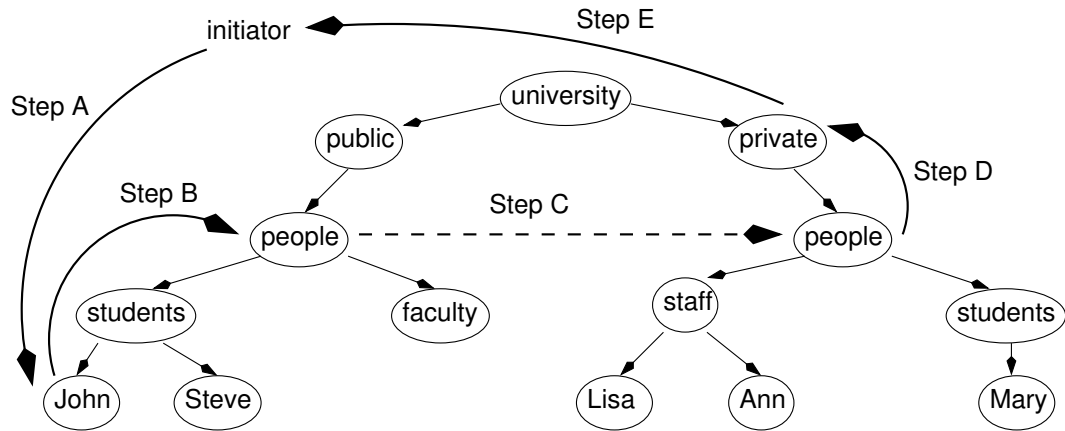 Step E
initiator
university
Step A
public
private
Step D
Step B
Step C
people
people
students
faculty
staff
students
John
Steve
Lisa
Ann
Mary